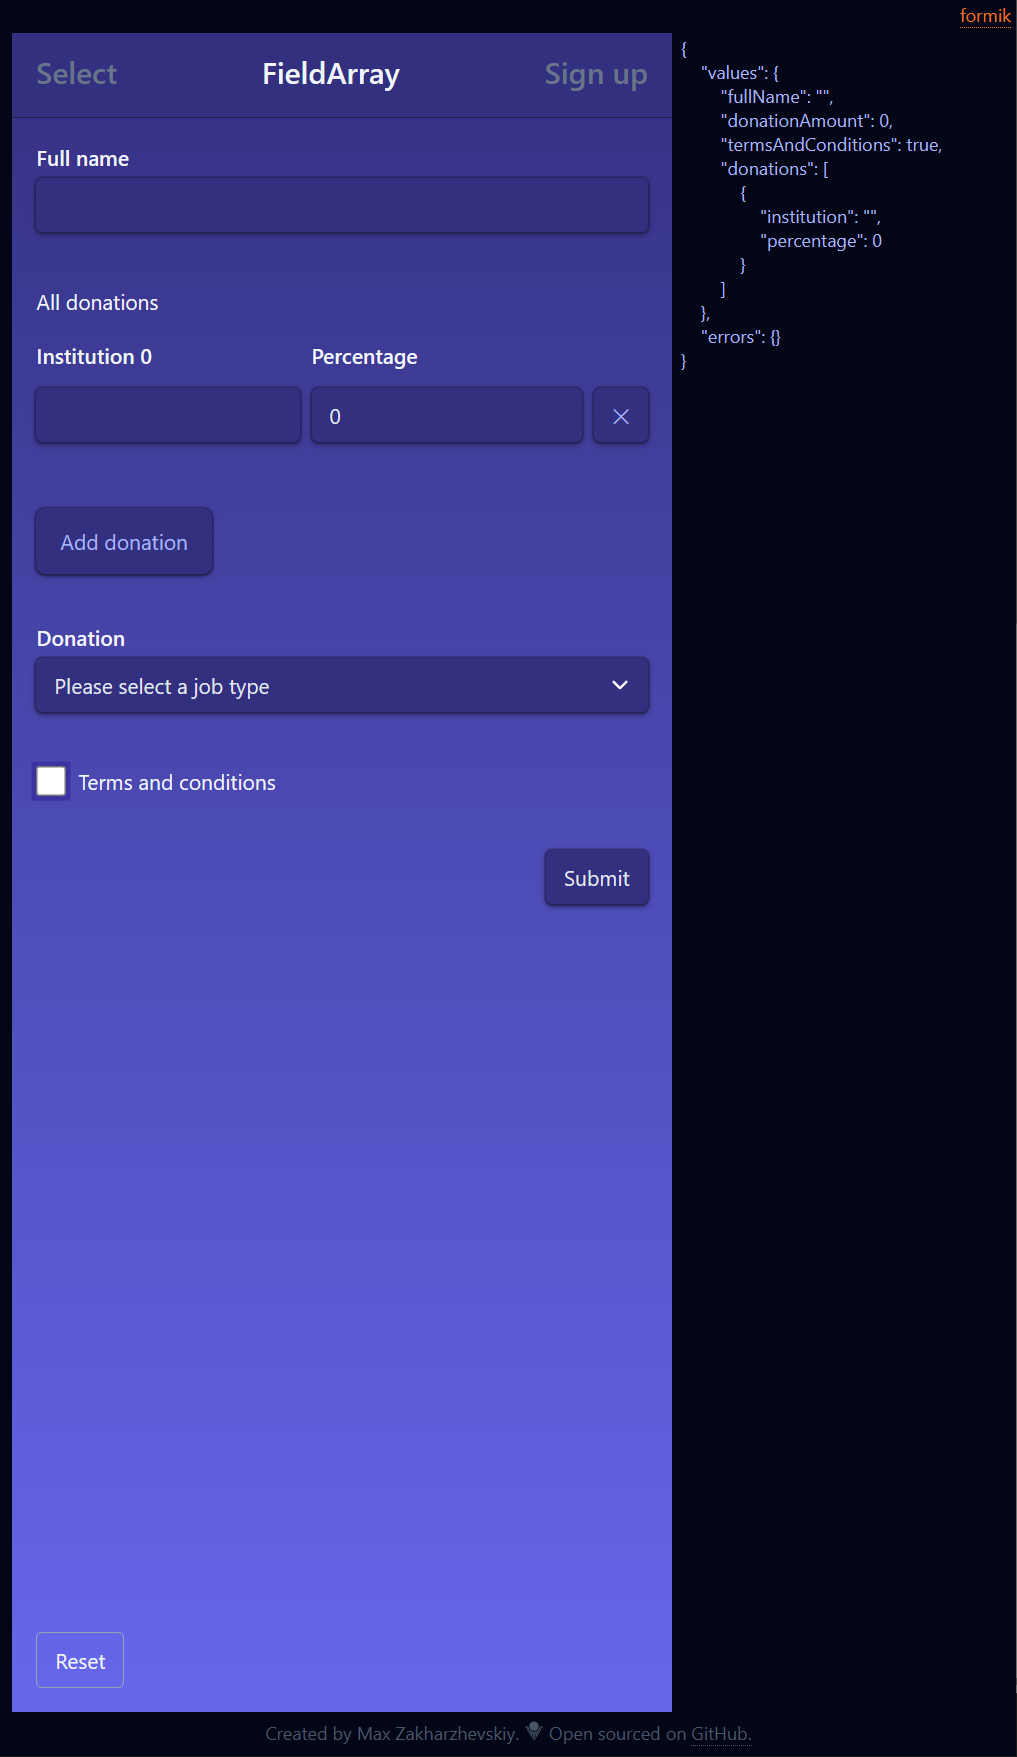 formik
Select FieldArray Sign up
Full name
All donations
Institution 0 Percentage
0
Add donation
Donation
Please select a job type
Terms and conditions
Submit
Reset
{
"values": {
"fullName": "",
"donationAmount": 0,
"termsAndConditions": true,
"donations": [
{
"institution": "",
"percentage": 0
}
]
},
"errors": {}
}
Created by Max Zakharzhevskiy. Open sourced on GitHub.